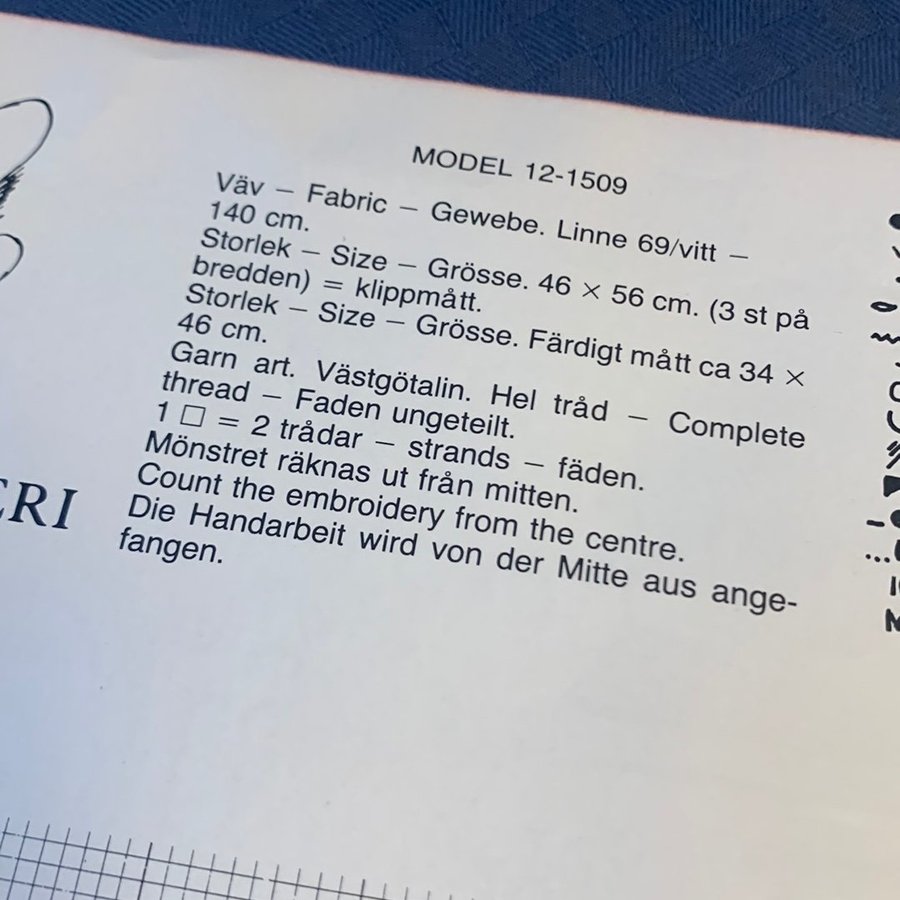 MODEL 12-1509
Väv – Fabric – Gewebe. Linne 69/vitt –
140 cm.
Storlek – Size – Grösse. 46 × 56 cm. (3 st på
bredden) = klippmått.
Storlek – Size – Grösse. Färdigt mått ca 34 ×
46 cm.
Garn art. Västgötalin. Hel tråd – Complete
thread – Faden ungeteilt.
1 □ = 2 trådar – strands – fäden.
Mönstret räknas ut från mitten.
Count the embroidery from the centre.
Die Handarbeit wird von der Mitte aus ange-
fangen.
ERI